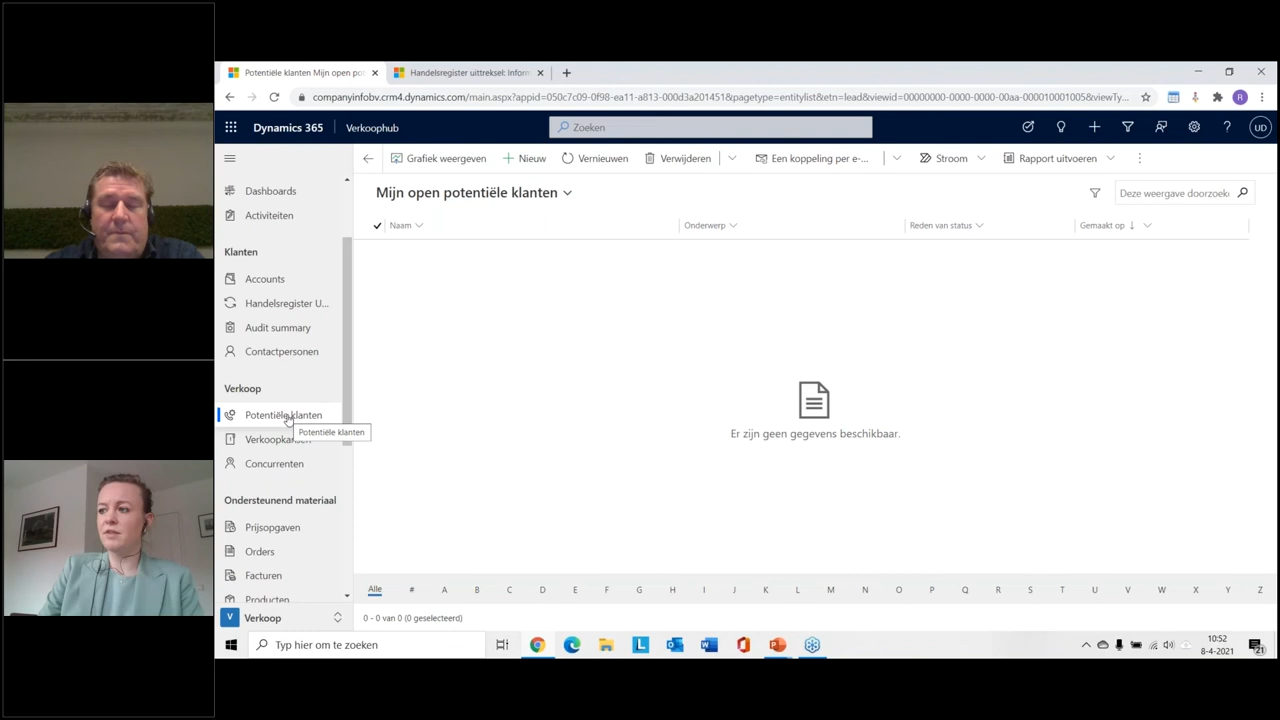 Potentiële klanten Mijn open pot
Handelsregister uittreksel: Inform
companyinfobv.crm4.dynamics.com/main.aspx?appid=050c7c09-0f98-ea11-a813-000d3a201451&pagetype=entitylist&etn=lead&viewid=00000000-0000-0000-00aa-000010001005&viewTy...
R
Dynamics 365
Verkoophub
Zoeken
UD
Grafiek weergeven
Nieuw
Vernieuwen
Verwijderen
Een koppeling per e-...
Stroom
Rapport uitvoeren
Dashboards
Activiteiten
Klanten
Accounts
Handelsregister U...
Audit summary
Contactpersonen
Verkoop
Potentiële klanten
Potentiële klanten
Concurrenten
Ondersteunend materiaal
Prijsopgaven
Orders
Facturen
Producten
V Verkoop
Mijn open potentiële klanten
Deze weergave doorzoeke
Naam Onderwerp Reden van status Gemaakt op
Er zijn geen gegevens beschikbaar.
Alle # A B C D E F G H I J K L M N O P Q R S T U V W X Y Z
0 - 0 van 0 (0 geselecteerd)
Typ hier om te zoeken
10:52
8-4-2021
21